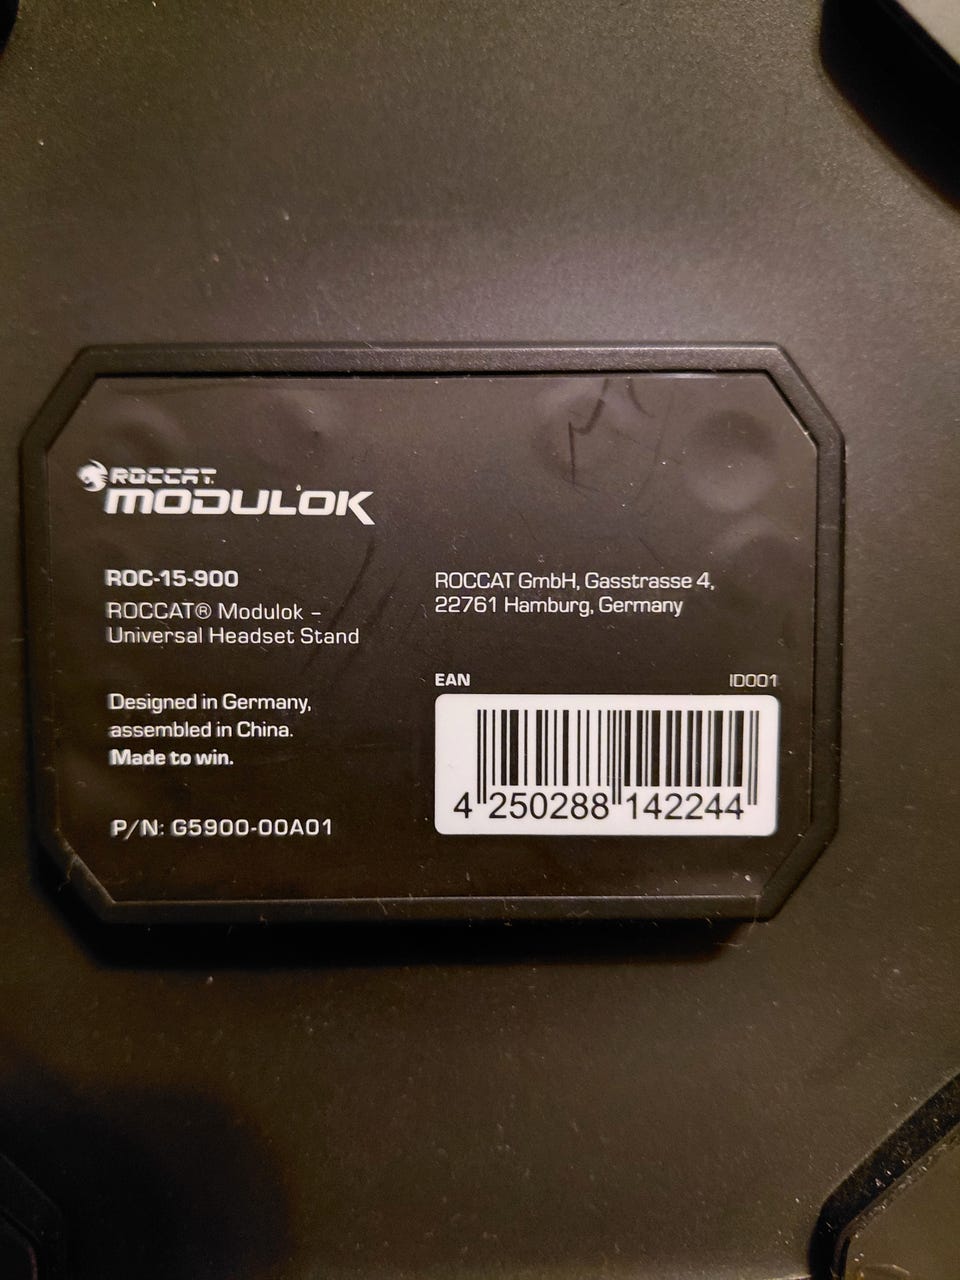 ROCCAT
MODULOK
ROC-15-900
ROCCAT® Modulok –
Universal Headset Stand
Designed in Germany,
assembled in China.
Made to win.
P/N: G5900-00A01
ROCCAT GmbH, Gasstrasse 4,
22761 Hamburg, Germany
EAN ID001
4 250288 142244